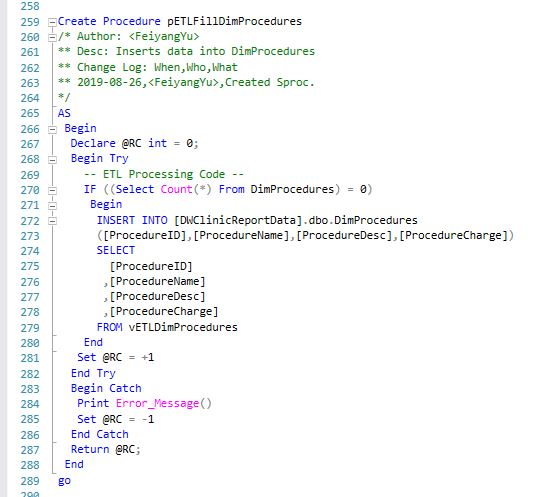 258
259 Create Procedure pETLFillDimProcedures
260 /* Author: <FeiyangYu>
261 ** Desc: Inserts data into DimProcedures
262 ** Change Log: When,Who,What
263 ** 2019-08-26,<FeiyangYu>,Created Sproc.
264 */
265 AS
266 Begin
267 Declare @RC int = 0;
268 Begin Try
269 -- ETL Processing Code --
270 IF ((Select Count(*) From DimProcedures) = 0)
271 Begin
272 INSERT INTO [DWClinicReportData].dbo.DimProcedures
273 ([ProcedureID],[ProcedureName],[ProcedureDesc],[ProcedureCharge])
274 SELECT
275 [ProcedureID]
276 ,[ProcedureName]
277 ,[ProcedureDesc]
278 ,[ProcedureCharge]
279 FROM vETLDimProcedures
280 End
281 Set @RC = +1
282 End Try
283 Begin Catch
284 Print Error_Message()
285 Set @RC = -1
286 End Catch
287 Return @RC;
288 End
289 go
290